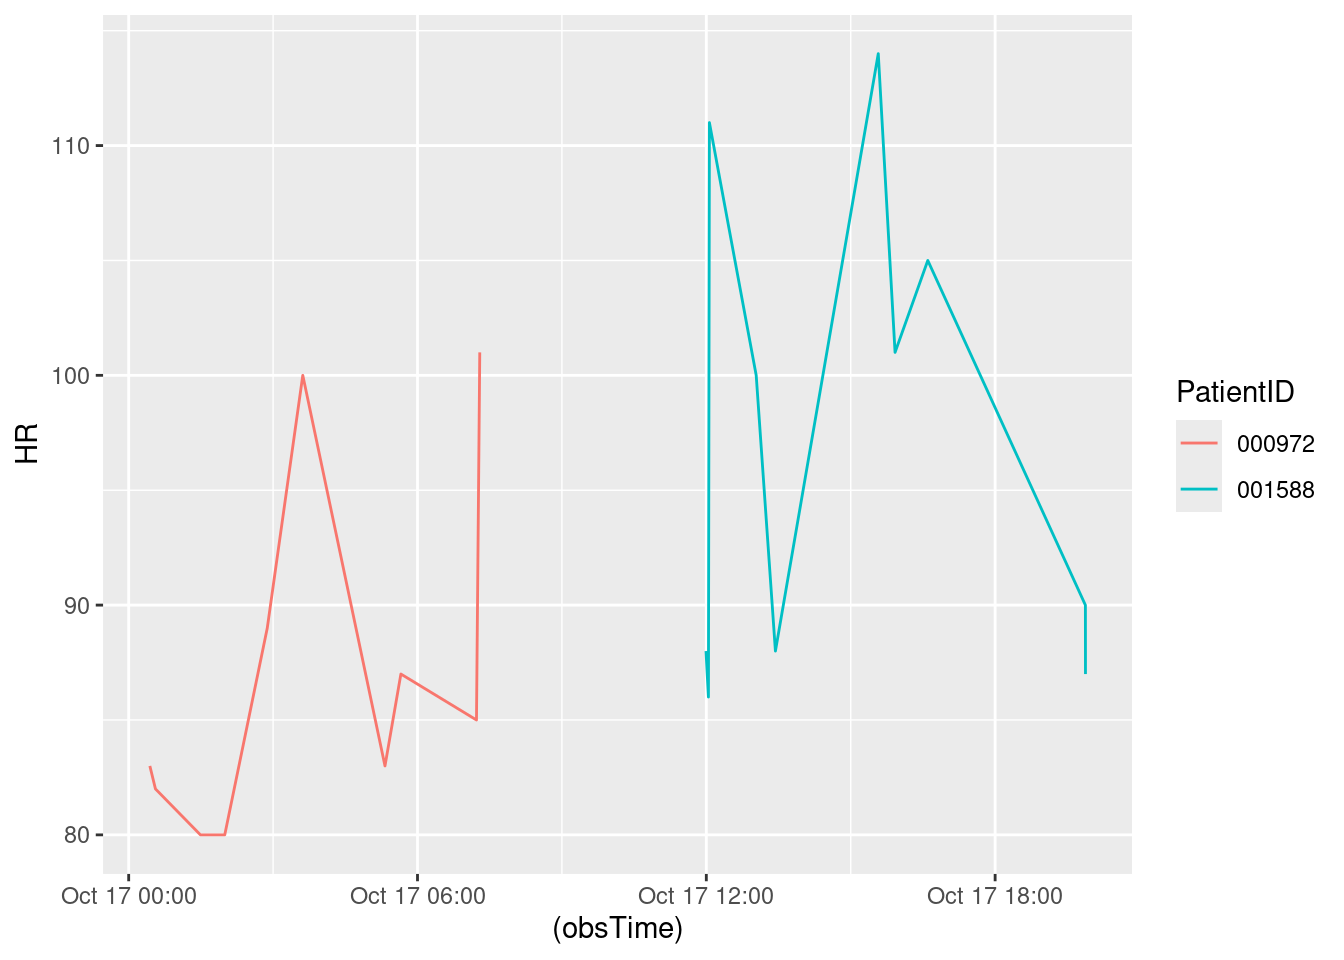 110
100
90
80
HR
Oct 17 00:00
Oct 17 06:00
Oct 17 12:00
Oct 17 18:00
(obsTime)
PatientID
000972
001588